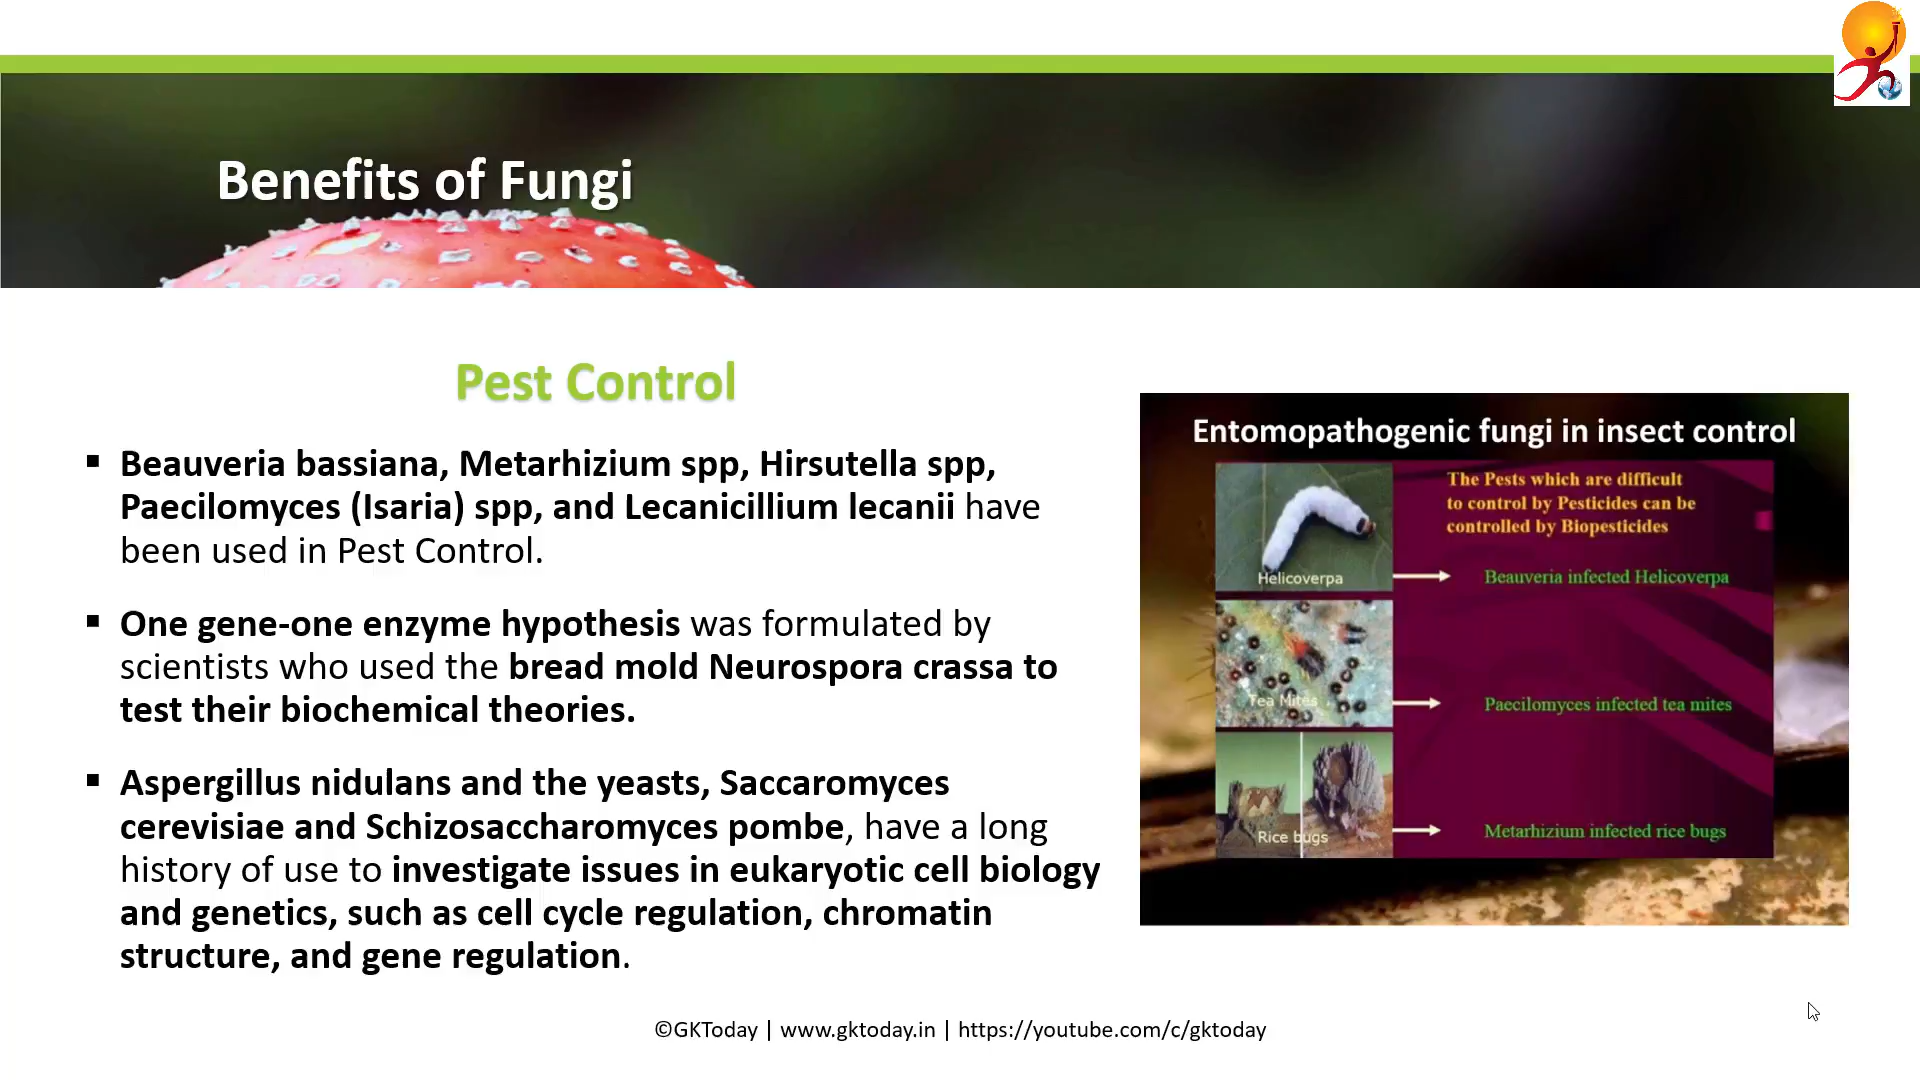 Benefits of Fungi
Pest Control
▪ Beauveria bassiana, Metarhizium spp, Hirsutella spp,
Paecilomyces (Isaria) spp, and Lecanicillium lecanii have
been used in Pest Control.
▪ One gene-one enzyme hypothesis was formulated by
scientists who used the bread mold Neurospora crassa to
test their biochemical theories.
▪ Aspergillus nidulans and the yeasts, Saccaromyces
cerevisiae and Schizosaccharomyces pombe, have a long
history of use to investigate issues in eukaryotic cell biology
and genetics, such as cell cycle regulation, chromatin
structure, and gene regulation.
Entomopathogenic fungi in insect control
The Pests which are difficult
to control by Pesticides can be
controlled by Biopesticides
Helicoverpa
Beauveria infected Helicoverpa
Tea Mites
Paecilomyces infected tea mites
Rice bugs
Metarhizium infected rice bugs
©GKToday | www.gktoday.in | https://youtube.com/c/gktoday